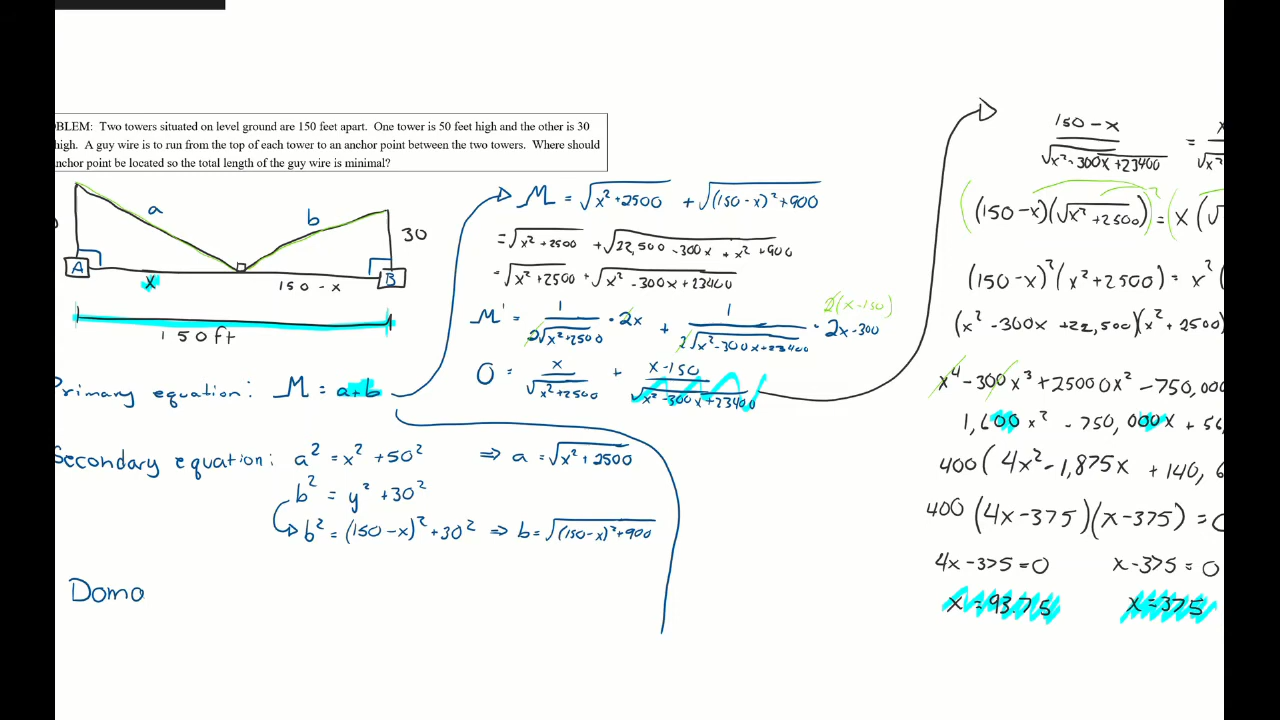 BLEM: Two towers situated on level ground are 150 feet apart. One tower is 50 feet high and the other is 30
high. A guy wire is to run from the top of each tower to an anchor point between the two towers. Where should
nchor point be located so the total length of the guy wire is minimal?
a
b
30
A
x
150 - x
B
150ft
Primary equation: M = a+b
Secondary equation: a² = x² + 50² ⇒ a = √(x² + 2500)
b² = y² + 30²
b² = (150-x)² + 30² ⇒ b = √((150-x)² + 900)
Domo
M = √(x² + 2500) + √((150-x)² + 900)
= √(x² + 2500) + √(22,500 - 300x + x² + 900)
= √(x² + 2500) + √(x² - 300x + 23400)
2(x-150)
M' = 1/(2√(x² + 2500)) · 2x + 1/(2√(x² - 300x + 23400)) · 2x-300
0 = x/√(x² + 2500) + x-150/√(x² - 300x + 23400)
150 - x/√(x² - 300x + 23400) = x/√(x²
((150-x)(√(x² + 2500))² = (x(√
(150-x)²(x² + 2500) = x² (
(x² - 300x + 22,500)(x² + 2500)
x⁴ - 300x³ + 25000x² - 750,000
1,600x² - 750,000x + 56
400(4x² - 1,875x + 140,6
400(4x-375)(x-375) = 0
4x-375=0 x-375=0
x = 93.75 x = 375